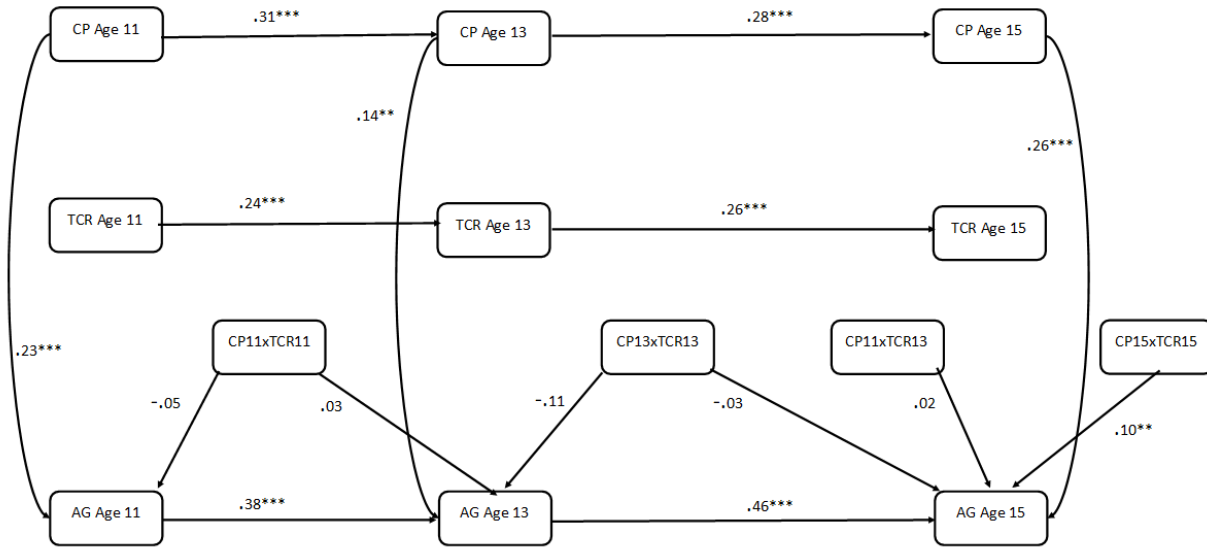 .31***
.28***
CP Age 11
CP Age 13
CP Age 15
.14**
.26***
.24***
.26***
TCR Age 11
TCR Age 13
TCR Age 15
CP11xTCR11
CP13xTCR13
CP11xTCR13
CP15xTCR15
.23***
-.05
.03
-.11
-.03
.02
.10**
.38***
.46***
AG Age 11
AG Age 13
AG Age 15